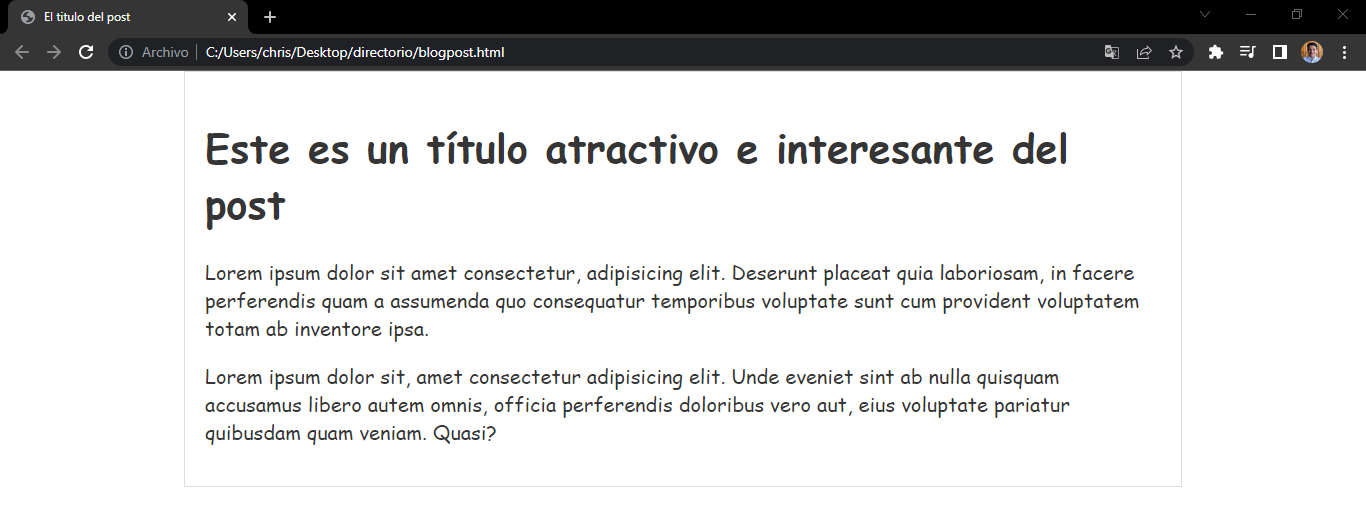 El titulo del post
Archivo C:/Users/chris/Desktop/directorio/blogpost.html
Este es un título atractivo e interesante del
post
Lorem ipsum dolor sit amet consectetur, adipisicing elit. Deserunt placeat quia laboriosam, in facere
perferendis quam a assumenda quo consequatur temporibus voluptate sunt cum provident voluptatem
totam ab inventore ipsa.
Lorem ipsum dolor sit, amet consectetur adipisicing elit. Unde eveniet sint ab nulla quisquam
accusamus libero autem omnis, officia perferendis doloribus vero aut, eius voluptate pariatur
quibusdam quam veniam. Quasi?